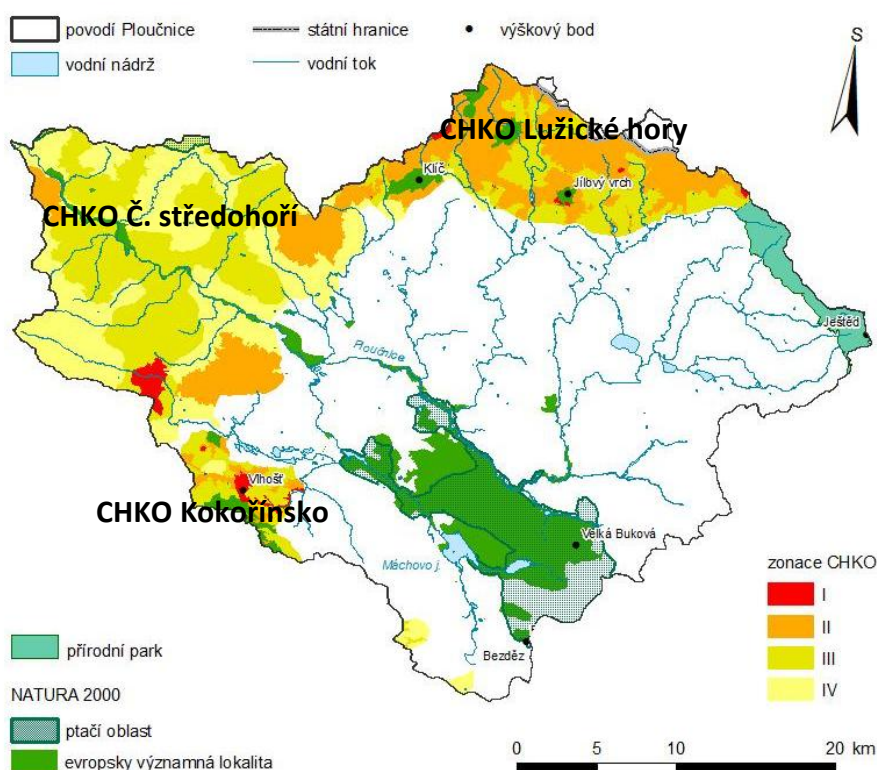 povodí Ploučnice
státní hranice
výškový bod
vodní nádrž
vodní tok
S
CHKO Lužické hory
Klíč
Jílový vrch
CHKO Č. středohoří
Ještěd
Ploučnice
Vlhošť
CHKO Kokořínsko
Velká Buková
Máchovo j.
Bezděz
zonace CHKO
I
II
III
IV
přírodní park
NATURA 2000
ptačí oblast
evropsky významná lokalita
0 5 10 20 km